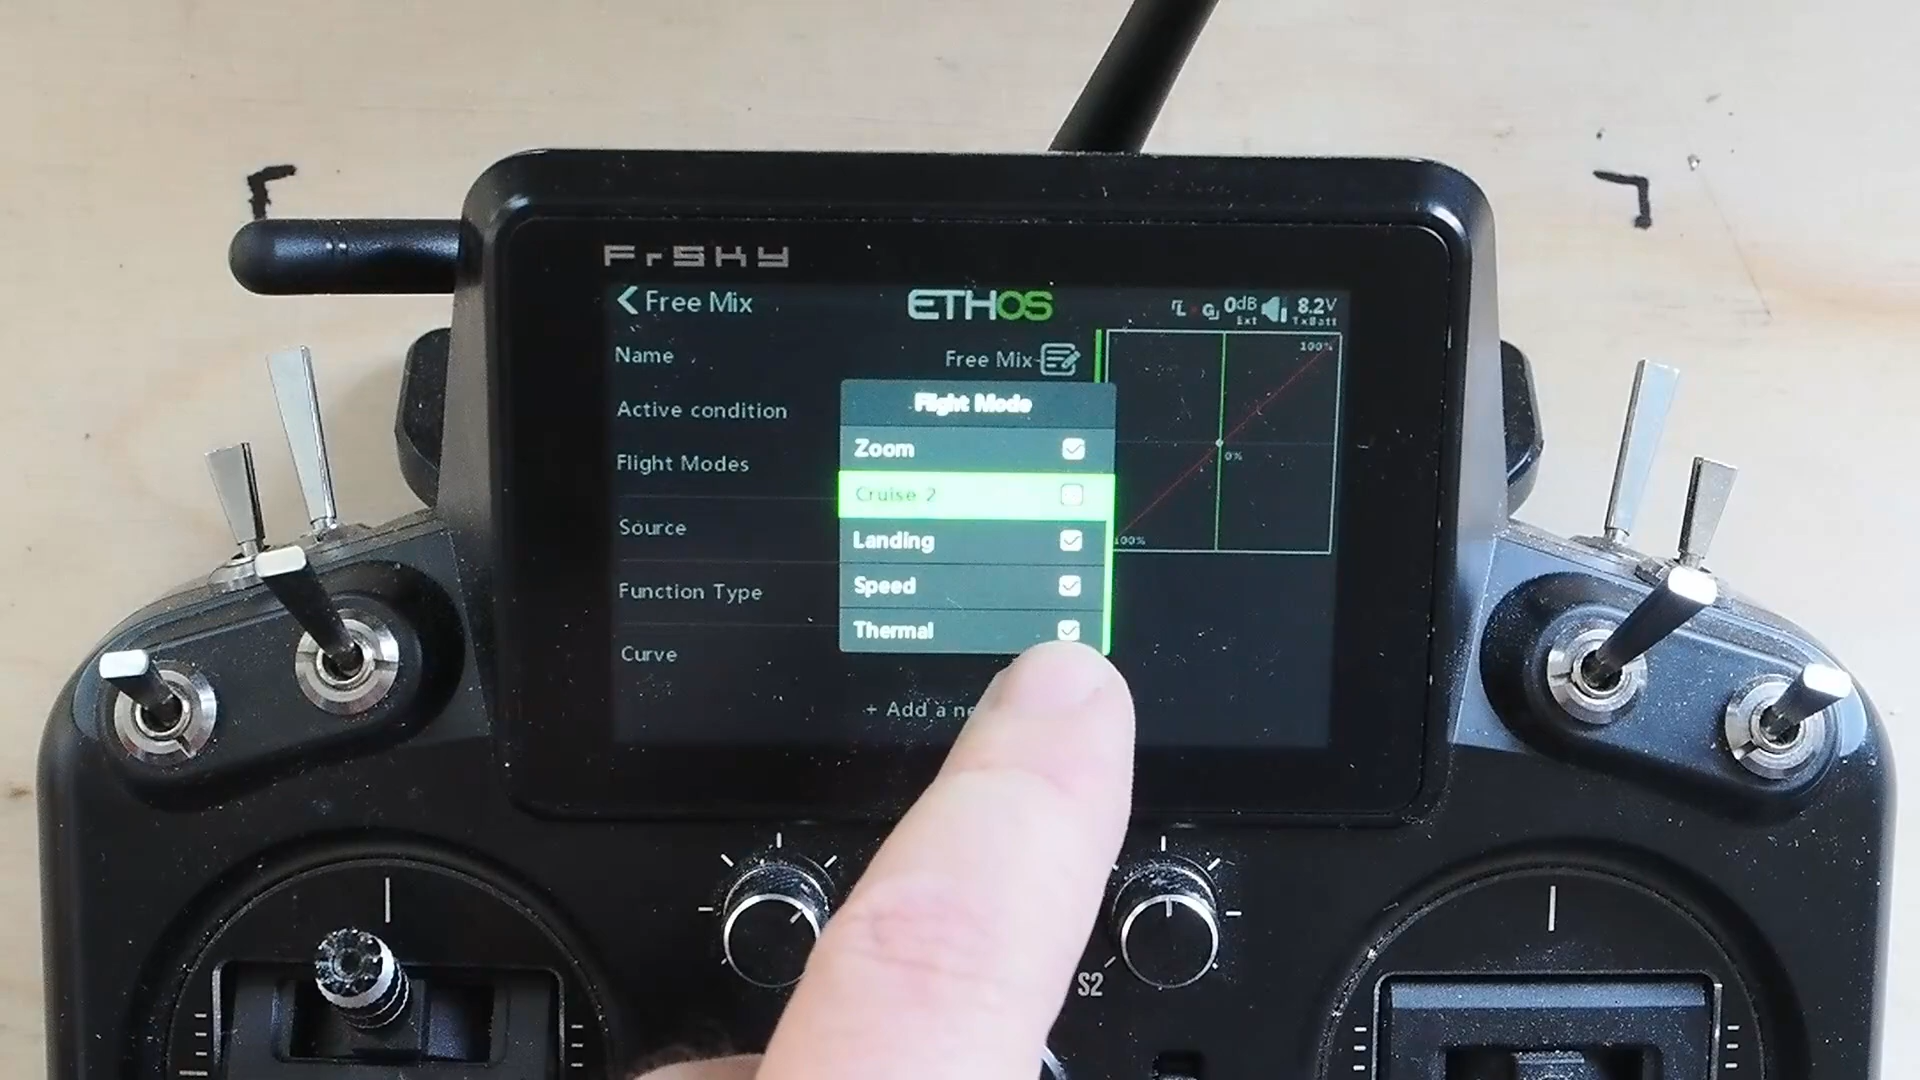 FrSKY
Free Mix
ETHOS
0dB
Ext
8.2V
TxBatt
Name
Free Mix
100%
Active condition
Flight Mode
Flight Modes
Zoom
0%
Cruise 2
Source
Landing
100%
Function Type
Speed
Thermal
Curve
+ Add a ne
S2